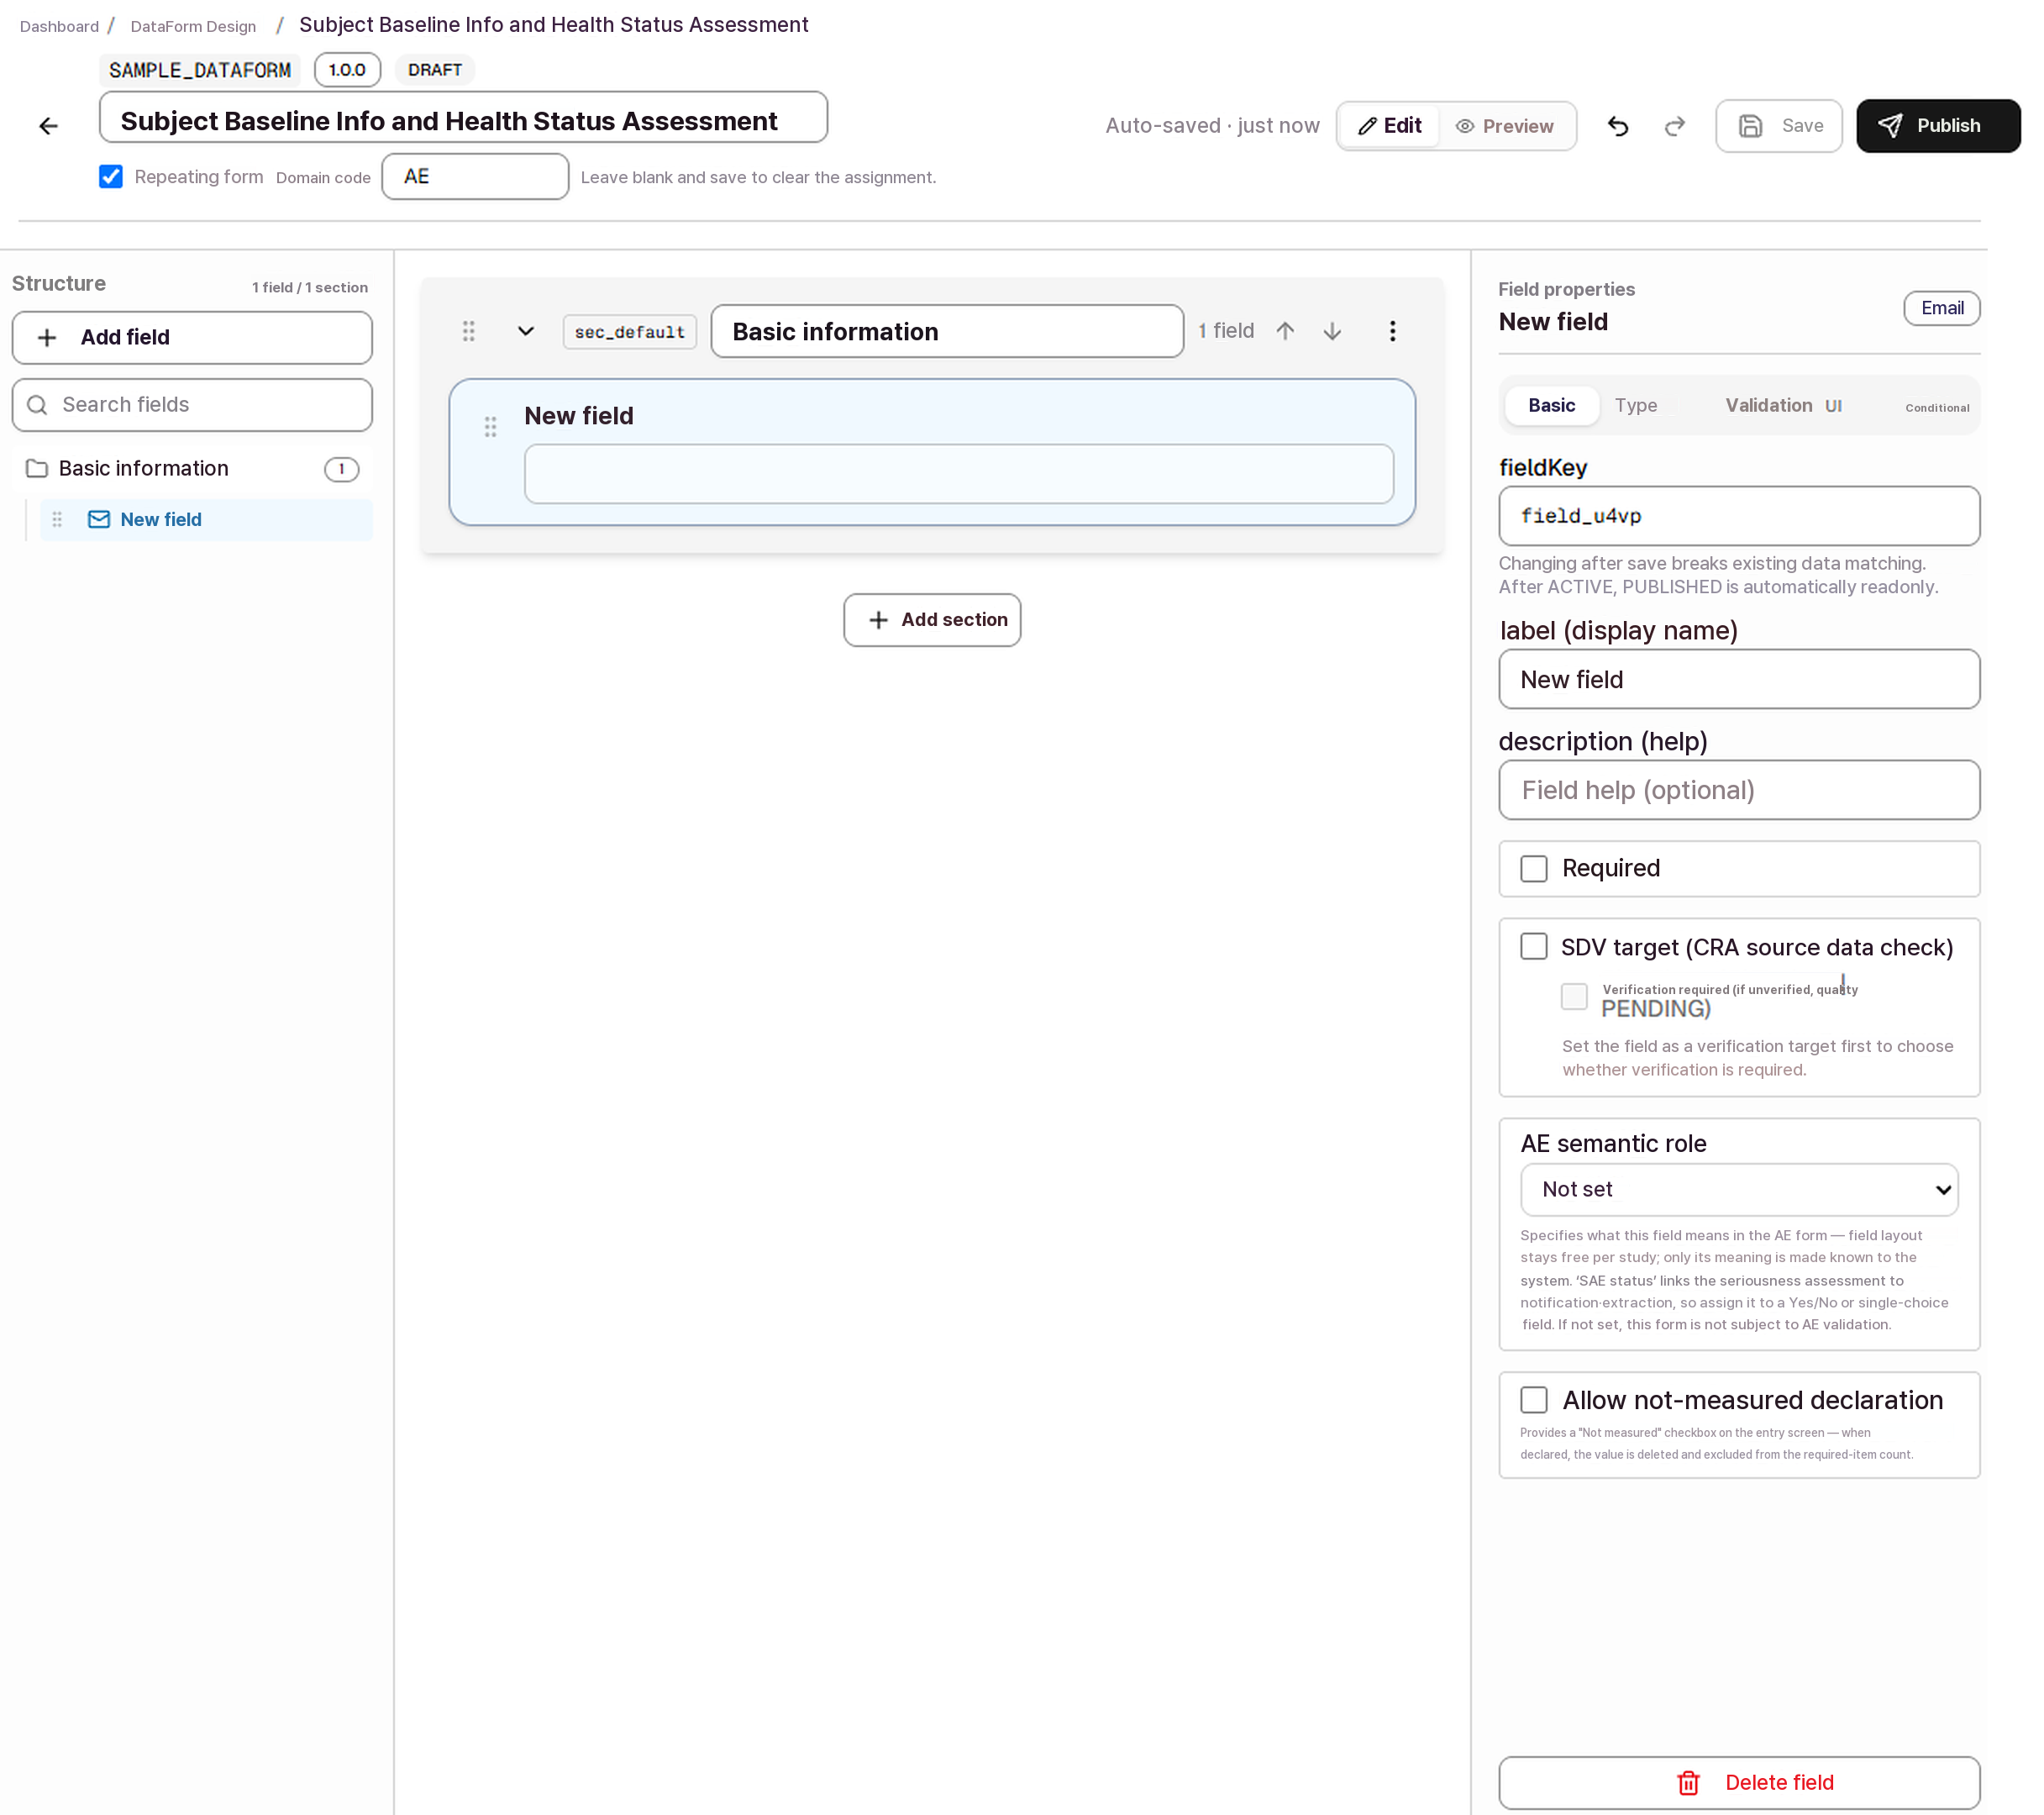 Dashboard / DataForm Design / Subject Baseline Info and Health Status Assessment
SAMPLE_DATAFORM 1.0.0 DRAFT
Subject Baseline Info and Health Status Assessment
Auto-saved · just now Edit Preview Save Publish
Repeating form Domain code AE Leave blank and save to clear the assignment.
Structure 1 field / 1 section
Add field
Search fields
Basic information 1
New field
sec_default Basic information 1 field
New field
Add section
Field properties
New field Email
Basic Type Validation UI Conditional
fieldKey
field_u4vp
Changing after save breaks existing data matching.
After ACTIVE, PUBLISHED is automatically readonly.
label (display name)
New field
description (help)
Field help (optional)
Required
SDV target (CRA source data check)
Verification required (if unverified, quality
PENDING)
Set the field as a verification target first to choose
whether verification is required.
AE semantic role
Not set
Specifies what this field means in the AE form — field layout
stays free per study; only its meaning is made known to the
system. ‘SAE status’ links the seriousness assessment to
notification·extraction, so assign it to a Yes/No or single-choice
field. If not set, this form is not subject to AE validation.
Allow not-measured declaration
Provides a "Not measured" checkbox on the entry screen — when
declared, the value is deleted and excluded from the required-item count.
Delete field